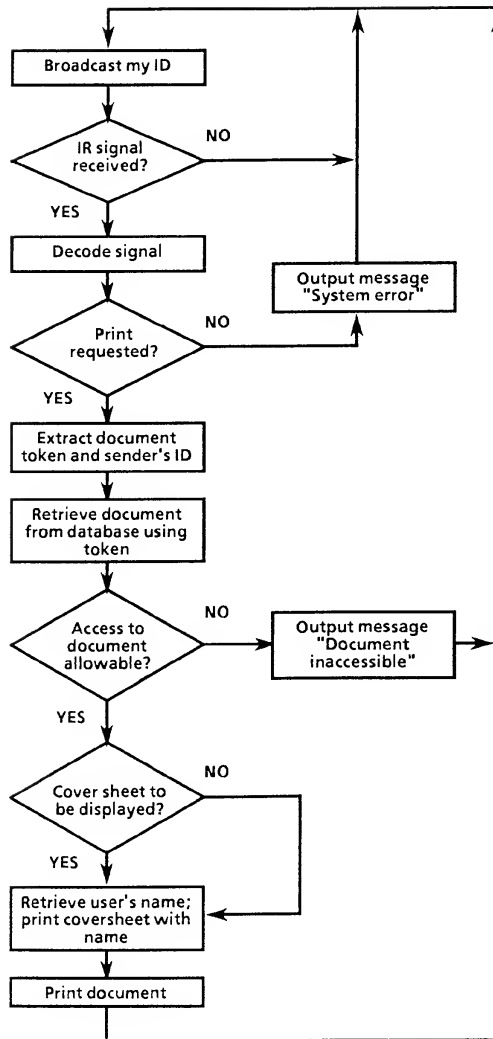 Broadcast my ID
IR signal
received?
NO
YES
Decode signal
Output message
"System error"
Print
requested?
NO
YES
Extract document
token and sender's ID
Retrieve document
from database using
token
Access to
document
allowable?
NO
Output message
"Document
inaccessible"
YES
Cover sheet to
be displayed?
NO
YES
Retrieve user's name;
print coversheet with
name
Print document